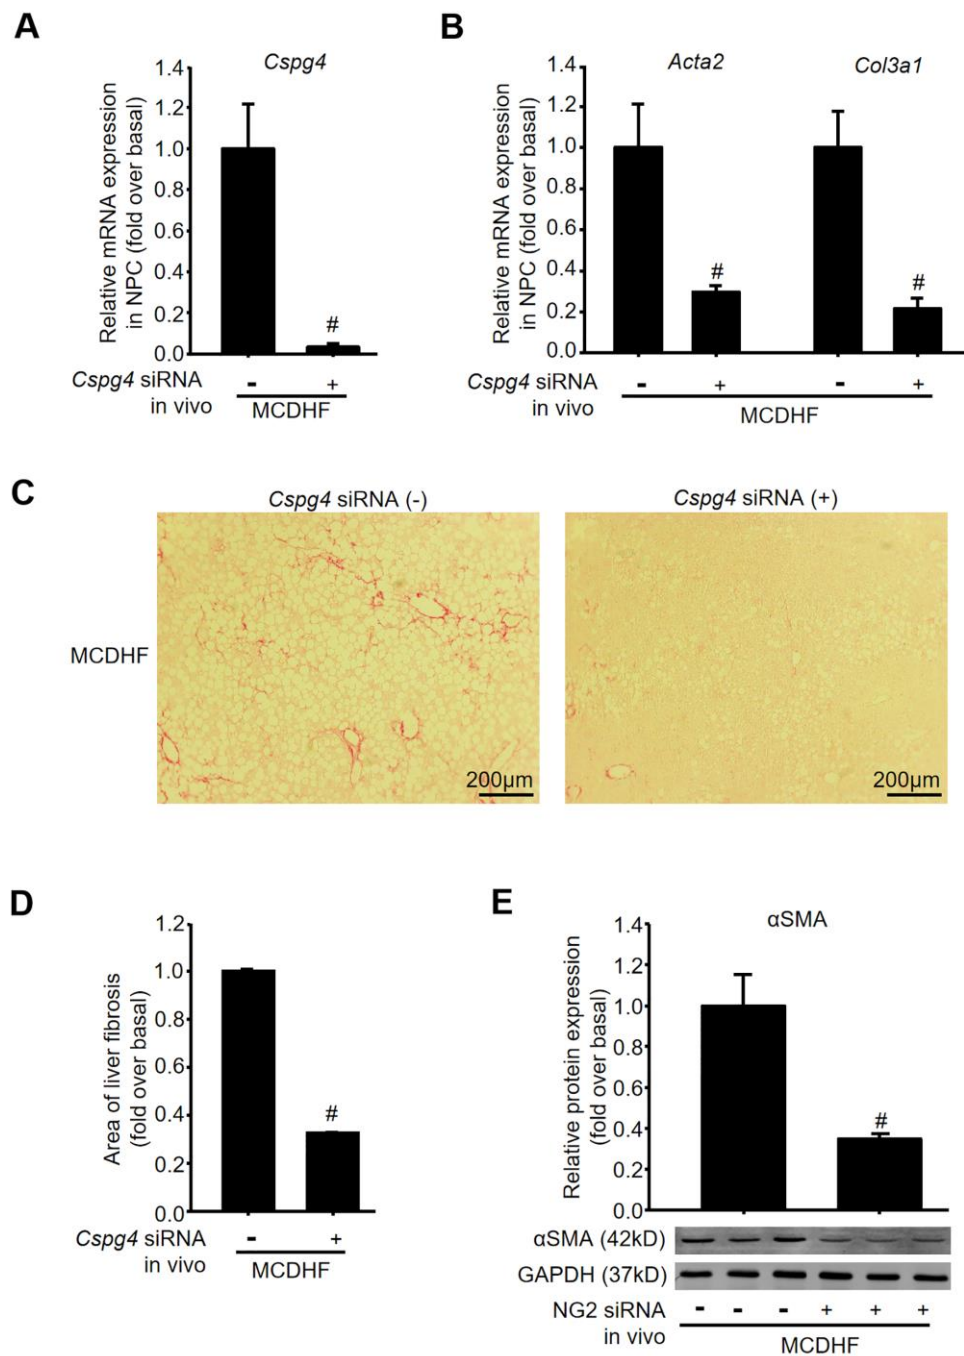 A
Cspg4
Relative mRNA expression
in NPC (fold over basal)
1.4
1.2
1.0
0.8
0.6
0.4
0.2
0.0
#
Cspg4 siRNA
in vivo
- +
MCDHF
B
Acta2 Col3a1
Relative mRNA expression
in NPC (fold over basal)
1.4
1.2
1.0
0.8
0.6
0.4
0.2
0.0
# #
Cspg4 siRNA
in vivo
- + - +
MCDHF
C
Cspg4 siRNA (-) Cspg4 siRNA (+)
MCDHF
200µm 200µm
D
Area of liver fibrosis
(fold over basal)
1.2
1.0
0.8
0.6
0.4
0.2
0.0
#
Cspg4 siRNA
in vivo
- +
MCDHF
E
αSMA
Relative protein expression
(fold over basal)
1.4
1.2
1.0
0.8
0.6
0.4
0.2
0.0
#
αSMA (42kD)
GAPDH (37kD)
NG2 siRNA
in vivo
- - - + + +
MCDHF